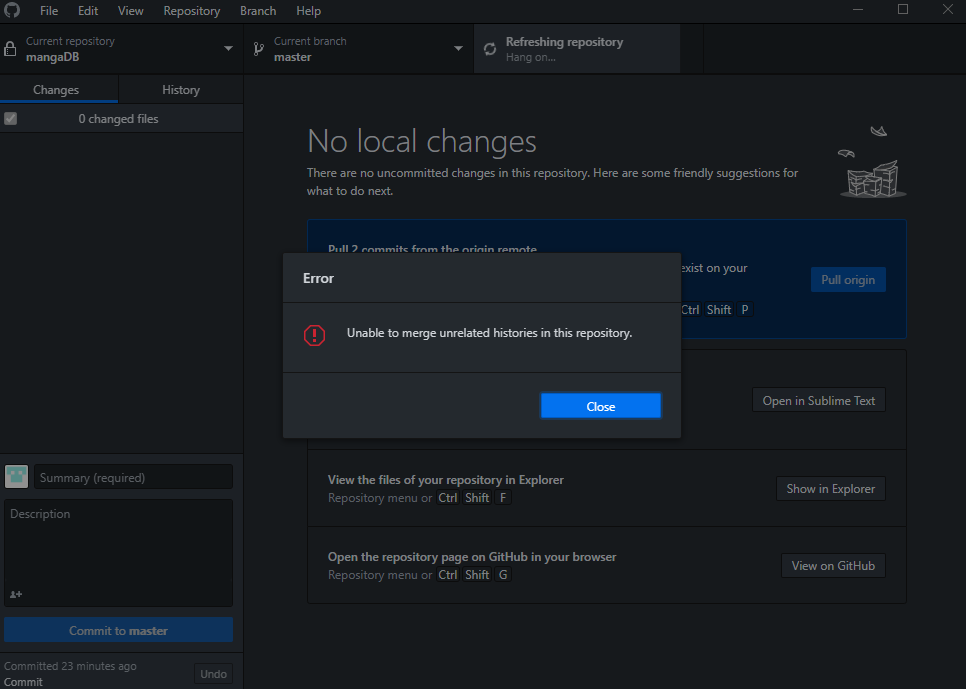 File Edit View Repository Branch Help
Current repository
mangaDB
Current branch
master
Refreshing repository
Hang on...
Changes History
0 changed files
No local changes
There are no uncommitted changes in this repository. Here are some friendly suggestions for
what to do next.
Pull 2 commits from the origin remote
exist on your
Ctrl Shift P
Pull origin
Error
Unable to merge unrelated histories in this repository.
Close
Open in Sublime Text
View the files of your repository in Explorer
Repository menu or Ctrl Shift F
Show in Explorer
Open the repository page on GitHub in your browser
Repository menu or Ctrl Shift G
View on GitHub
Summary (required)
Description
Commit to master
Committed 23 minutes ago
Commit
Undo